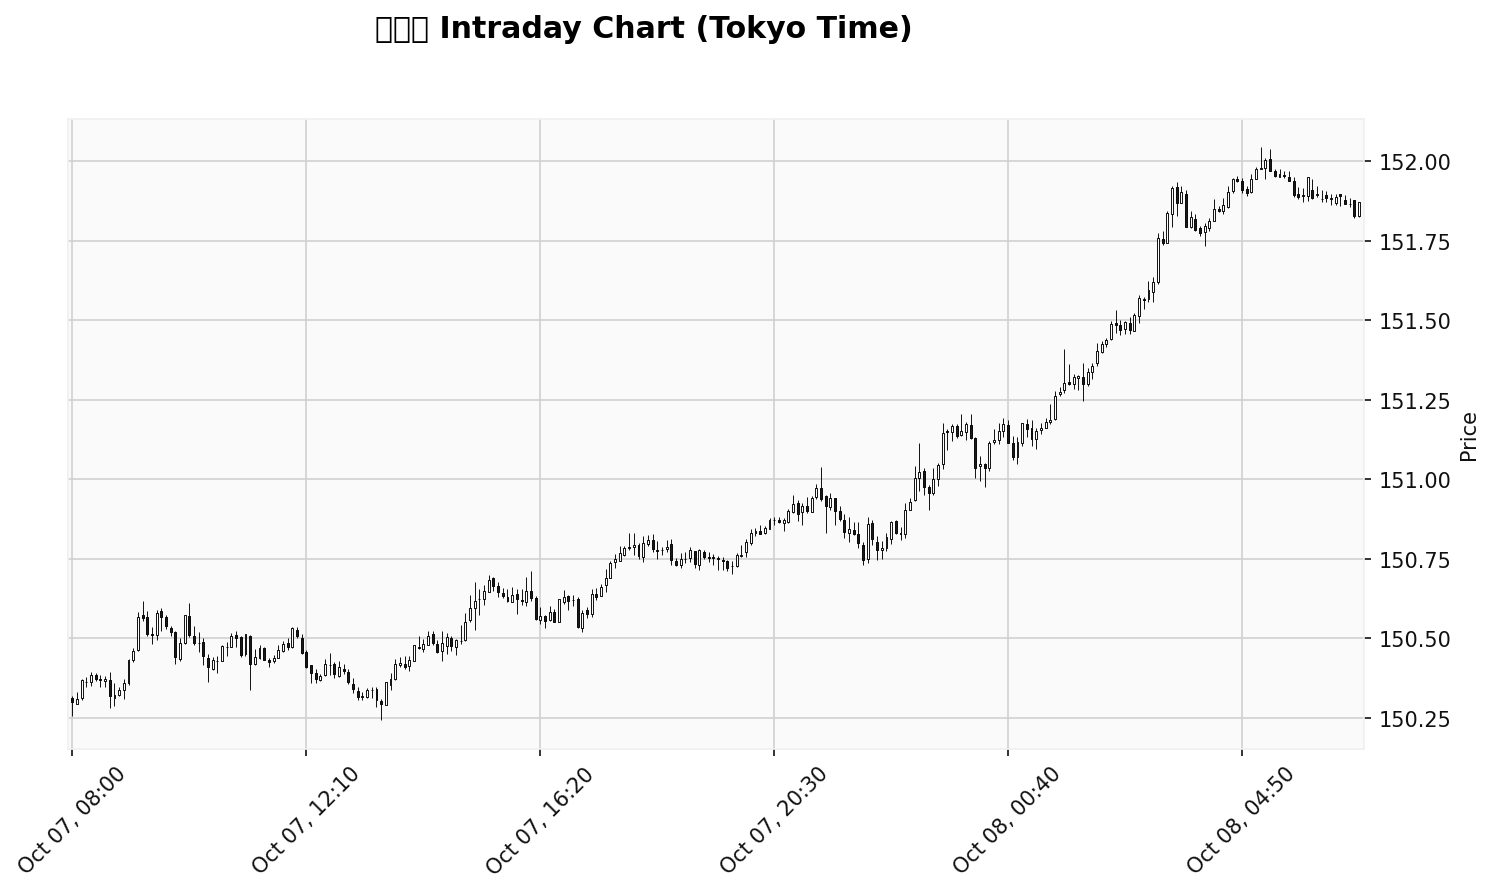 Intraday Chart (Tokyo Time)
152.00
151.75
151.50
151.25
151.00
150.75
150.50
150.25
Price
Oct 07, 08:00
Oct 07, 12:10
Oct 07, 16:20
Oct 07, 20:30
Oct 08, 00:40
Oct 08, 04:50